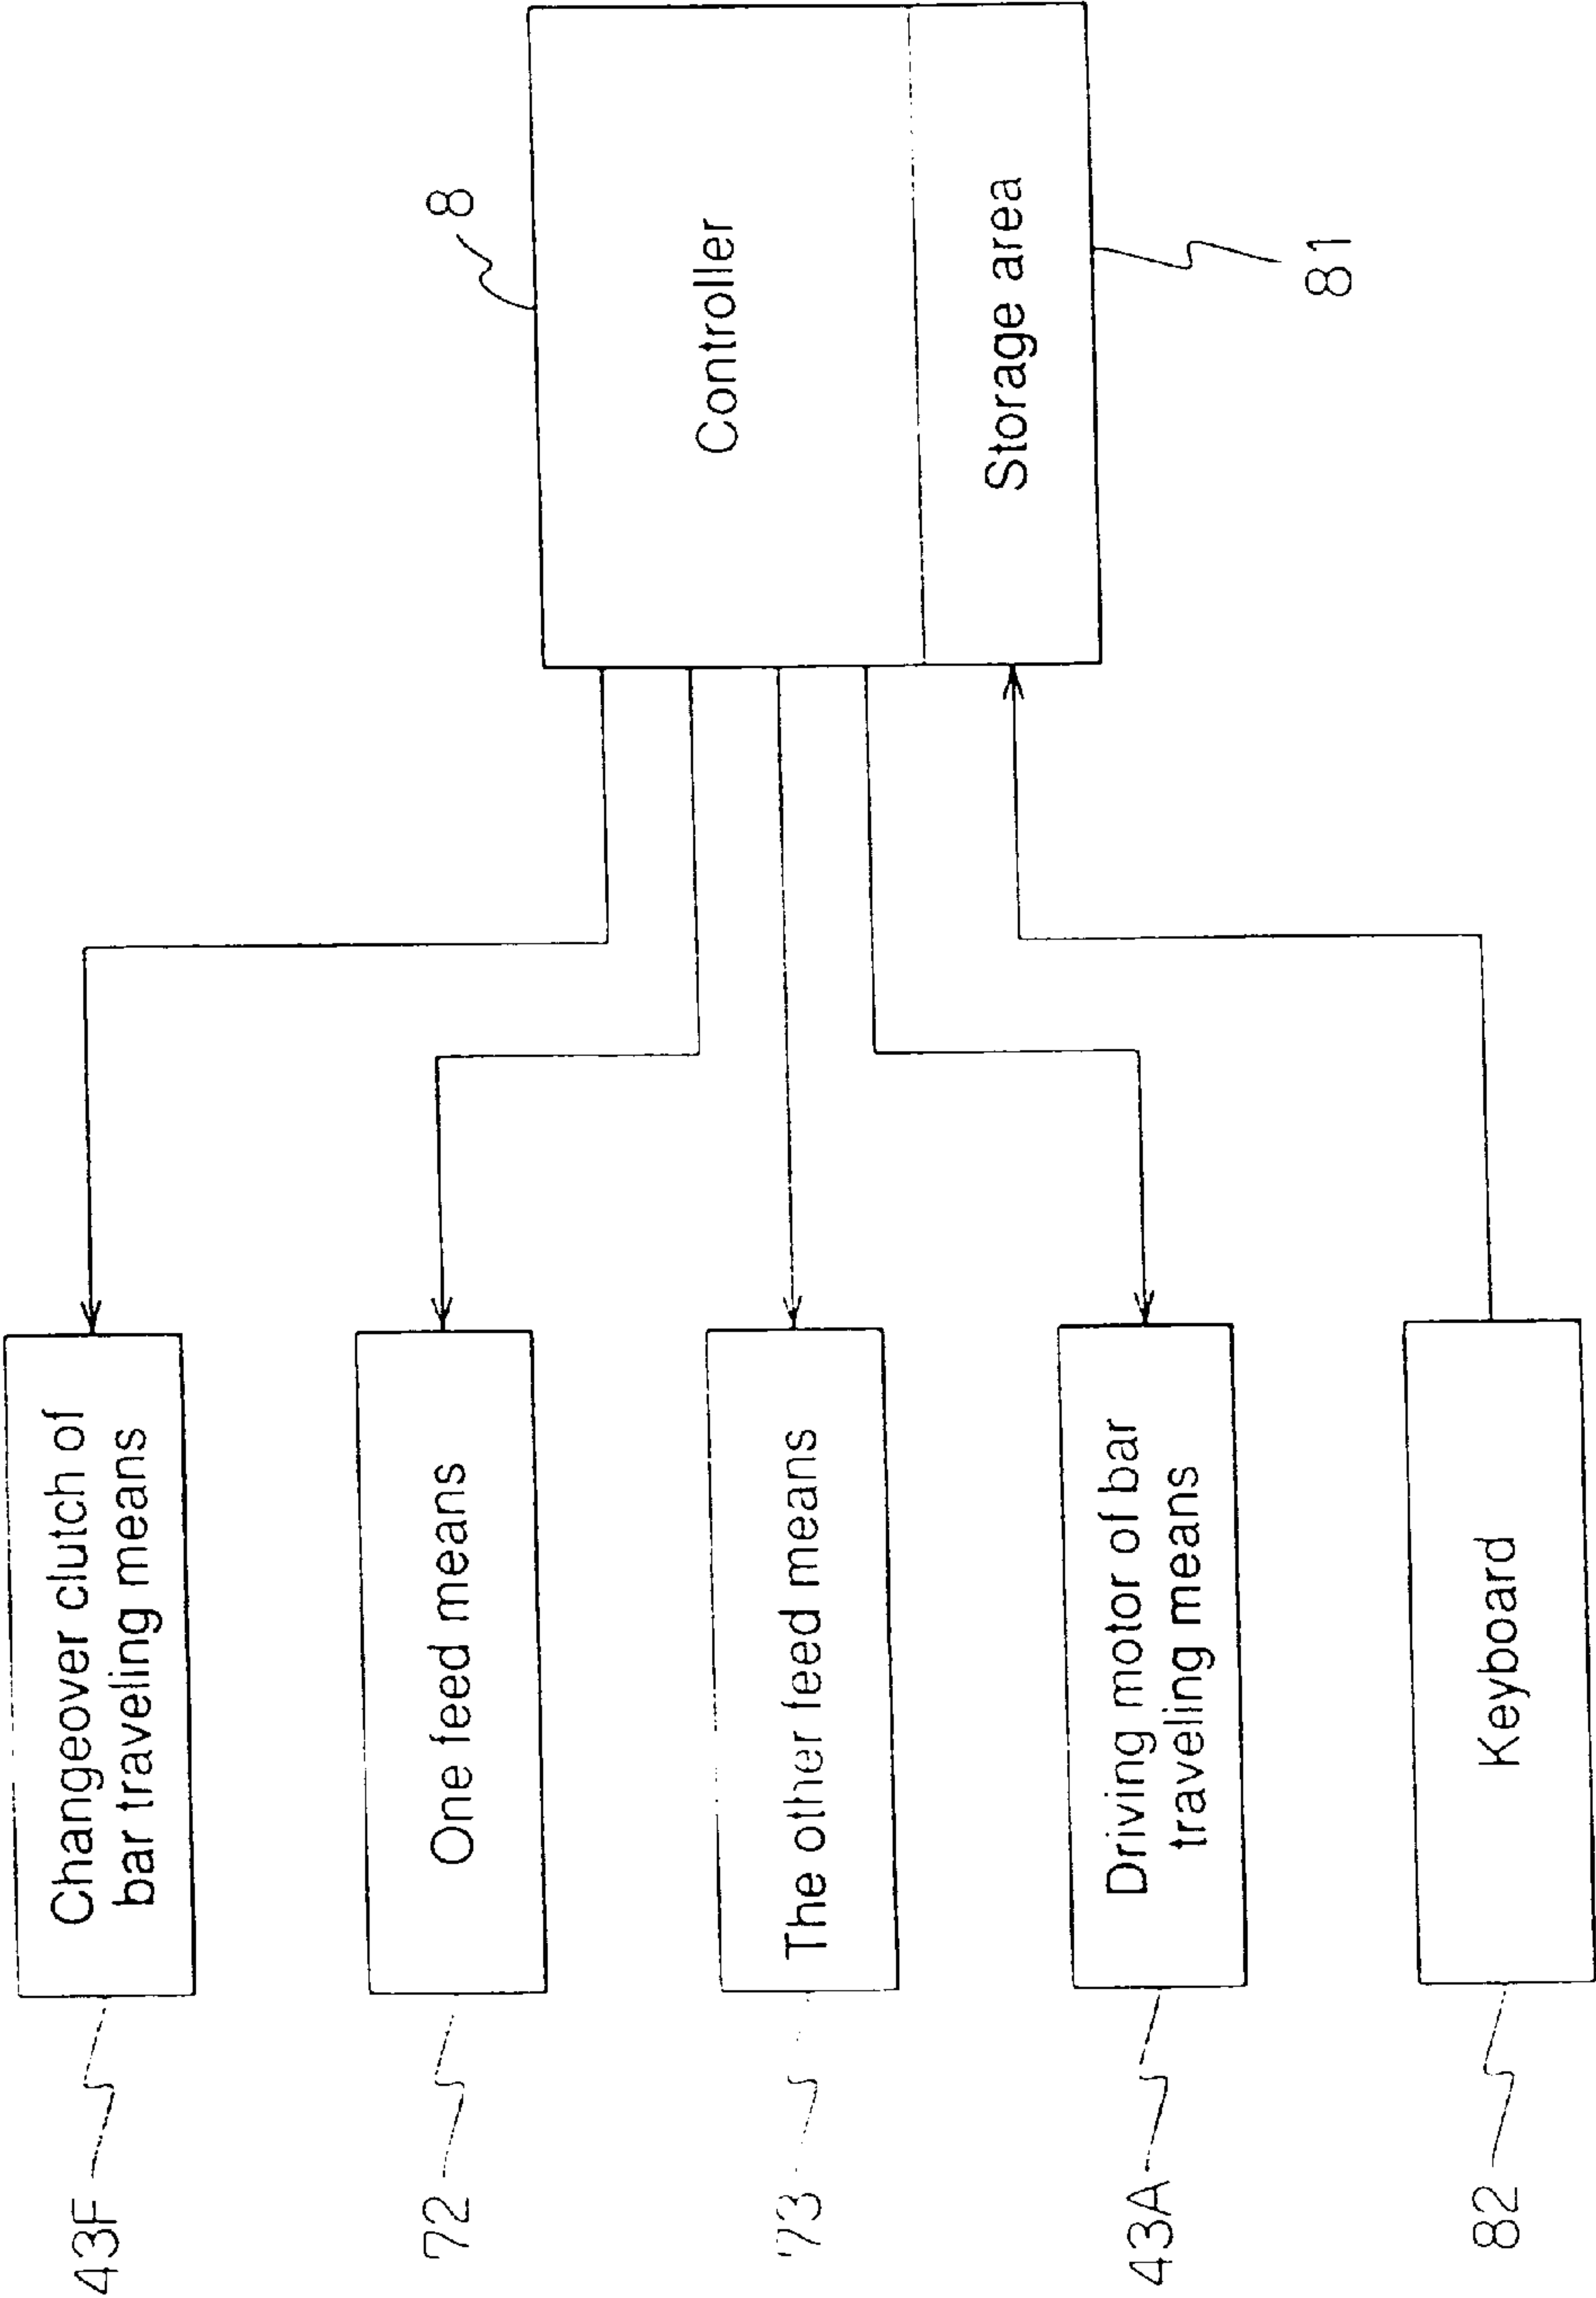 43F
Changeover clutch of
bar traveling means
72
One feed means
8
Controller
73
The other feed means
Storage area
43A
Driving motor of bar
traveling means
81
82
Keyboard